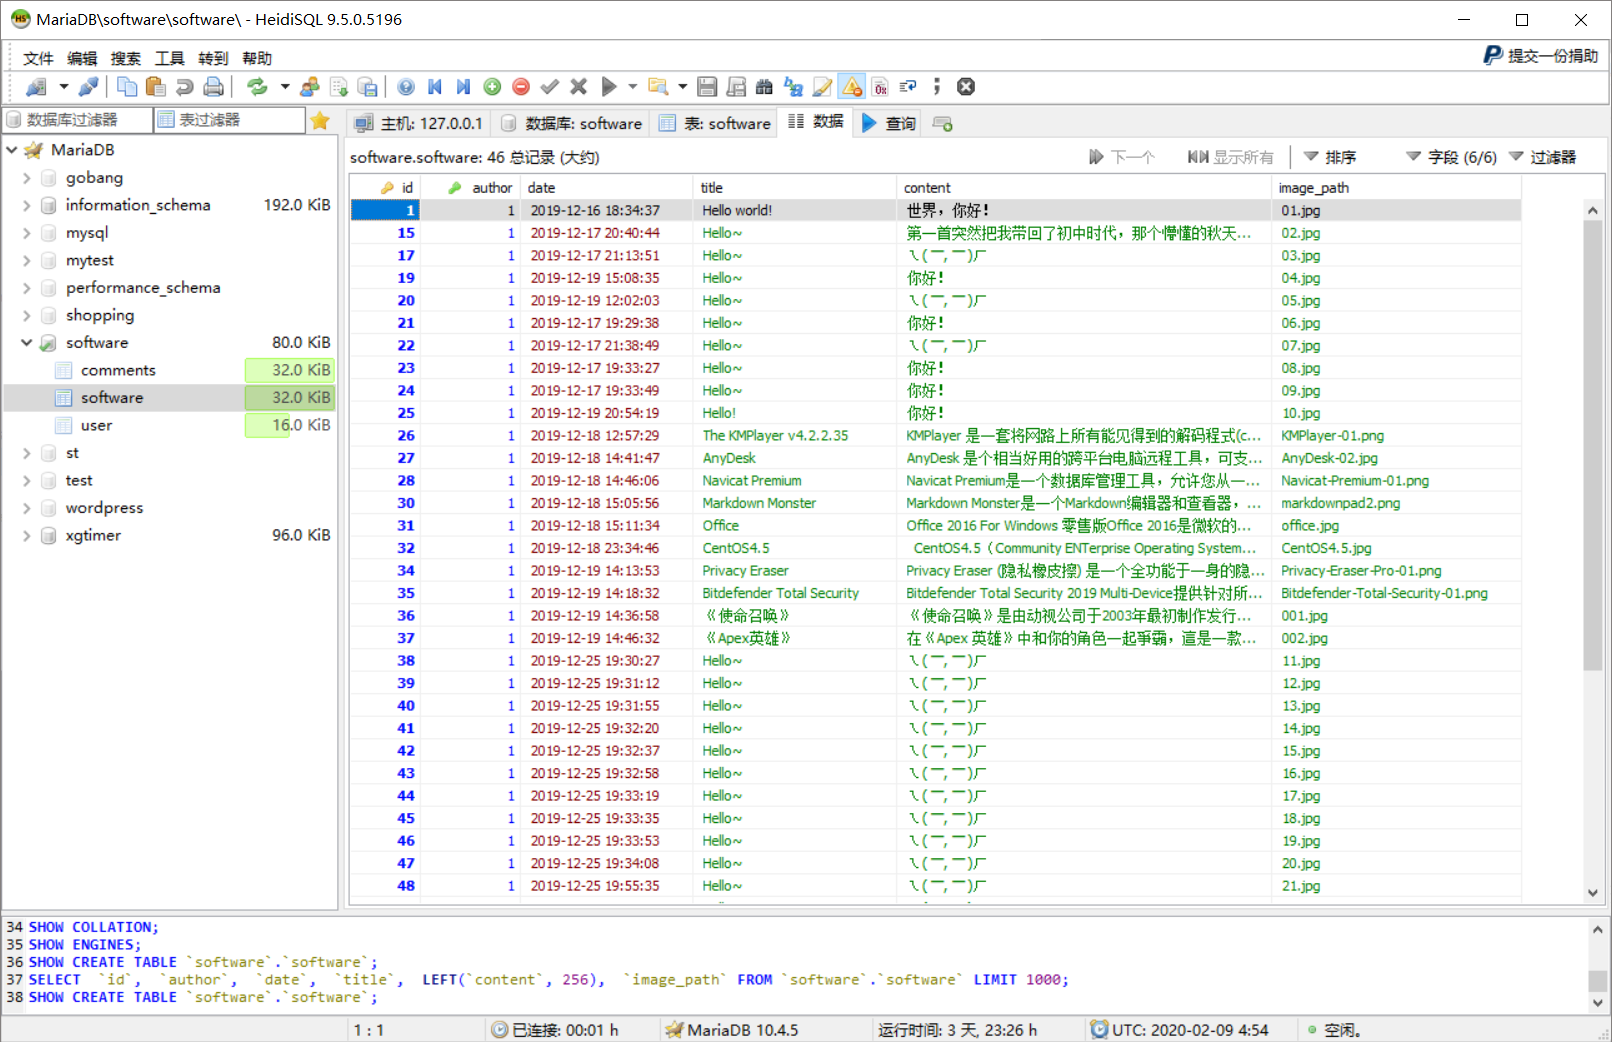 MariaDB\software\software\ - HeidiSQL 9.5.0.5196
文件 编辑 搜索 工具 转到 帮助 提交一份捐助
数据库过滤器 表过滤器 主机: 127.0.0.1 数据库: software 表: software 数据 查询
software.software: 46 总记录 (大约) 下一个 显示所有 排序 字段 (6/6) 过滤器
MariaDB
gobang
information_schema 192.0 KiB
mysql
mytest
performance_schema
shopping
software 80.0 KiB
comments 32.0 KiB
software 32.0 KiB
user 16.0 KiB
st
test
wordpress
xgtimer 96.0 KiB
id author date title content image_path
1 1 2019-12-16 18:34:37 Hello world! 世界，你好！ 01.jpg
15 1 2019-12-17 20:40:44 Hello~ 第一首突然把我带回了初中时代，那个懵懂的秋天... 02.jpg
17 1 2019-12-17 21:13:51 Hello~ ㄟ(￣,￣)ㄏ 03.jpg
19 1 2019-12-19 15:08:35 Hello~ 你好！ 04.jpg
20 1 2019-12-19 12:02:03 Hello~ ㄟ(￣,￣)ㄏ 05.jpg
21 1 2019-12-17 19:29:38 Hello~ 你好！ 06.jpg
22 1 2019-12-17 21:38:49 Hello~ ㄟ(￣,￣)ㄏ 07.jpg
23 1 2019-12-17 19:33:27 Hello~ 你好！ 08.jpg
24 1 2019-12-17 19:33:49 Hello~ 你好！ 09.jpg
25 1 2019-12-19 20:54:19 Hello! 你好！ 10.jpg
26 1 2019-12-18 12:57:29 The KMPlayer v4.2.2.35 KMPlayer 是一套将网路上所有能见得到的解码程式(c... KMPlayer-01.png
27 1 2019-12-18 14:41:47 AnyDesk AnyDesk 是个相当好用的跨平台电脑远程工具，可支... AnyDesk-02.jpg
28 1 2019-12-18 14:46:06 Navicat Premium Navicat Premium是一个数据库管理工具，允许您从一... Navicat-Premium-01.png
30 1 2019-12-18 15:05:56 Markdown Monster Markdown Monster是一个Markdown编辑器和查看器，... markdownpad2.png
31 1 2019-12-18 15:11:34 Office Office 2016 For Windows 零售版Office 2016是微软的... office.jpg
32 1 2019-12-18 23:34:46 CentOS4.5 CentOS4.5（Community ENTerprise Operating System... CentOS4.5.jpg
34 1 2019-12-19 14:13:53 Privacy Eraser Privacy Eraser (隐私橡皮擦) 是一个全功能于一身的隐... Privacy-Eraser-Pro-01.png
35 1 2019-12-19 14:18:32 Bitdefender Total Security Bitdefender Total Security 2019 Multi-Device提供针对所... Bitdefender-Total-Security-01.png
36 1 2019-12-19 14:36:58 《使命召唤》 《使命召唤》是由动视公司于2003年最初制作发行... 001.jpg
37 1 2019-12-19 14:46:32 《Apex英雄》 在《Apex 英雄》中和你的角色一起爭霸，這是一款... 002.jpg
38 1 2019-12-25 19:30:27 Hello~ ㄟ(￣,￣)ㄏ 11.jpg
39 1 2019-12-25 19:31:12 Hello~ ㄟ(￣,￣)ㄏ 12.jpg
40 1 2019-12-25 19:31:55 Hello~ ㄟ(￣,￣)ㄏ 13.jpg
41 1 2019-12-25 19:32:20 Hello~ ㄟ(￣,￣)ㄏ 14.jpg
42 1 2019-12-25 19:32:37 Hello~ ㄟ(￣,￣)ㄏ 15.jpg
43 1 2019-12-25 19:32:58 Hello~ ㄟ(￣,￣)ㄏ 16.jpg
44 1 2019-12-25 19:33:19 Hello~ ㄟ(￣,￣)ㄏ 17.jpg
45 1 2019-12-25 19:33:35 Hello~ ㄟ(￣,￣)ㄏ 18.jpg
46 1 2019-12-25 19:33:53 Hello~ ㄟ(￣,￣)ㄏ 19.jpg
47 1 2019-12-25 19:34:08 Hello~ ㄟ(￣,￣)ㄏ 20.jpg
48 1 2019-12-25 19:55:35 Hello~ ㄟ(￣,￣)ㄏ 21.jpg
34 SHOW COLLATION;
35 SHOW ENGINES;
36 SHOW CREATE TABLE `software`.`software`;
37 SELECT `id`, `author`, `date`, `title`, LEFT(`content`, 256), `image_path` FROM `software`.`software` LIMIT 1000;
38 SHOW CREATE TABLE `software`.`software`;
1 : 1 已连接: 00:01 h MariaDB 10.4.5 运行时间: 3 天, 23:26 h UTC: 2020-02-09 4:54 空闲。